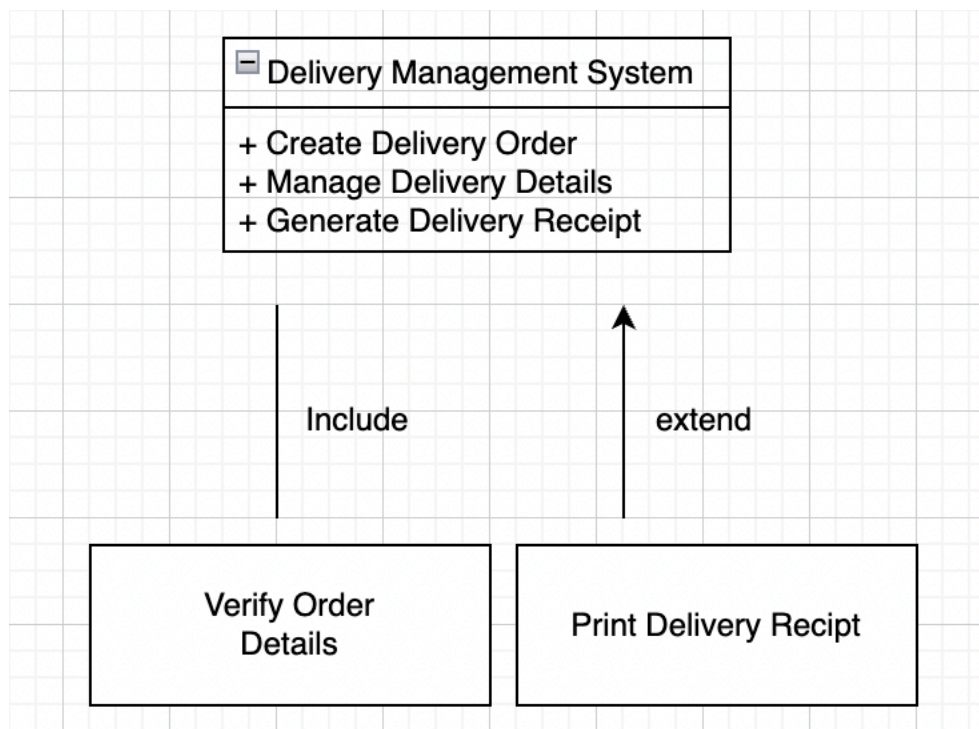 Delivery Management System
+ Create Delivery Order
+ Manage Delivery Details
+ Generate Delivery Receipt
Include
extend
Verify Order
Details
Print Delivery Recipt